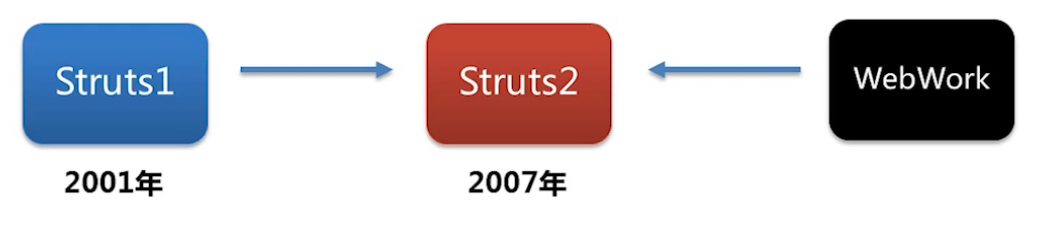 Struts1
Struts2
WebWork
2001年
2007年